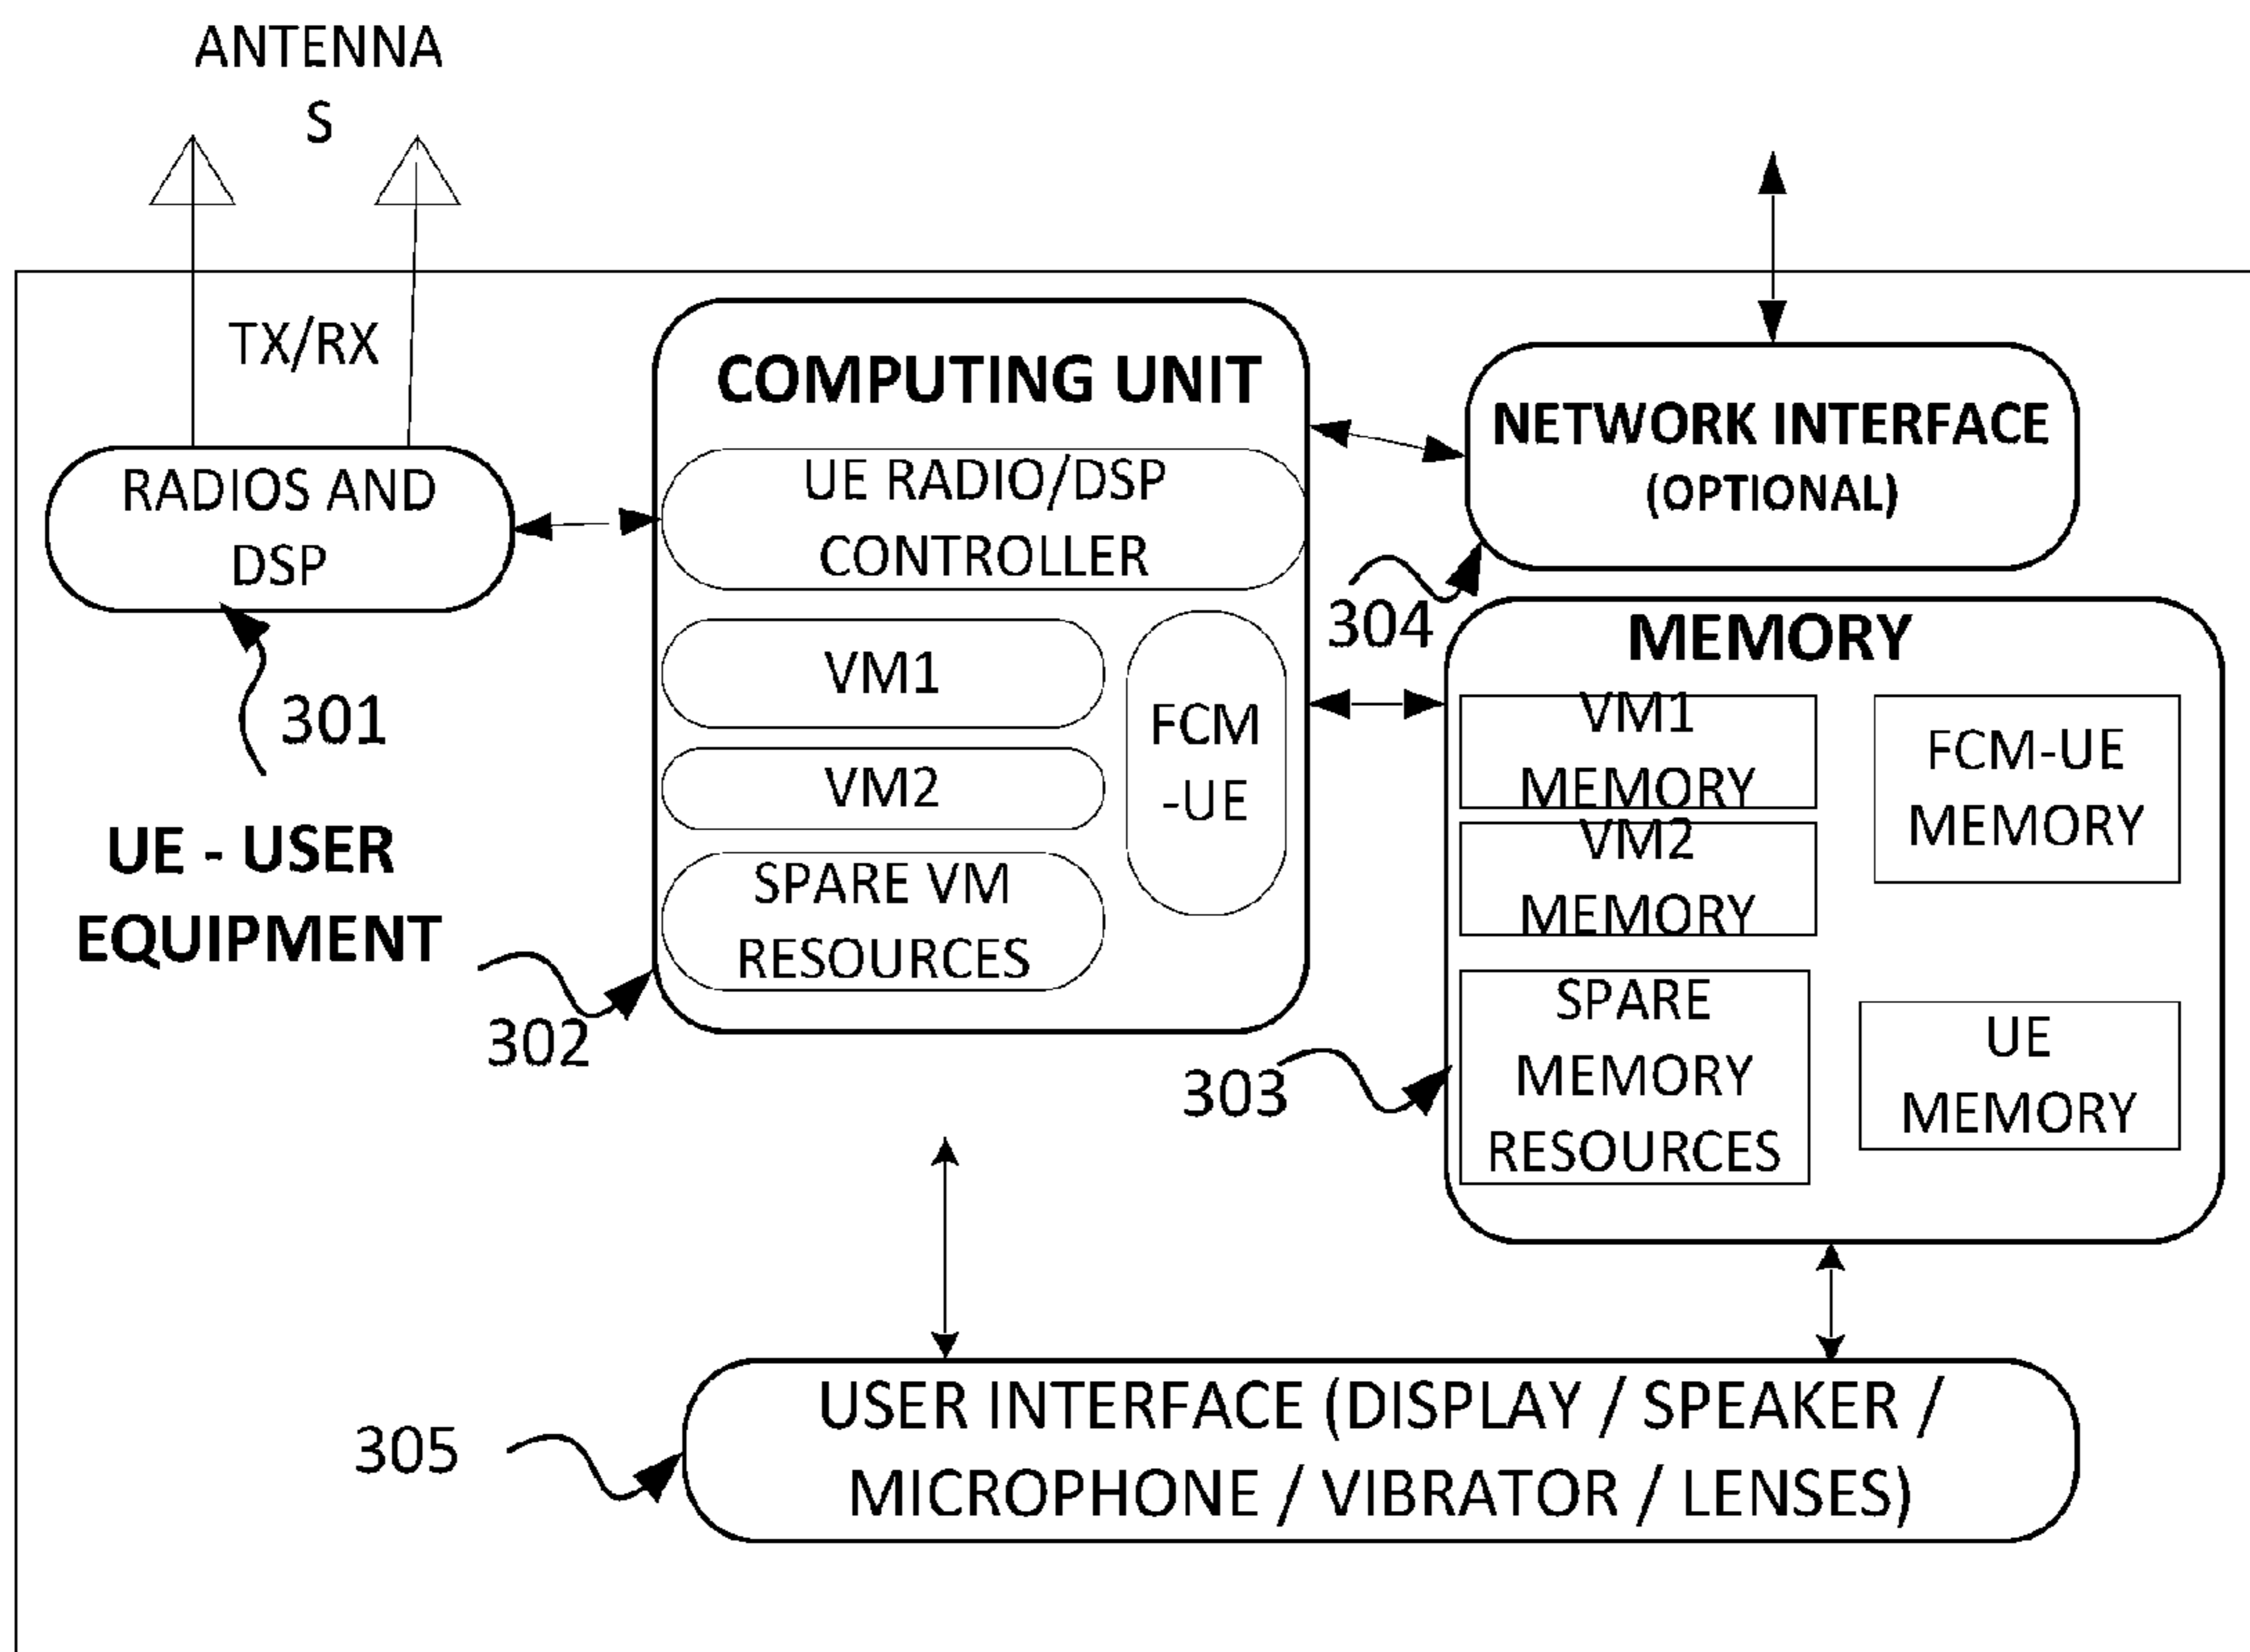 ANTENNA
S
TX/RX
RADIOS AND
DSP
301
UE - USER
EQUIPMENT
COMPUTING UNIT
UE RADIO/DSP
CONTROLLER
VM1
VM2
SPARE VM
RESOURCES
FCM
-UE
302
NETWORK INTERFACE
(OPTIONAL)
304
MEMORY
VM1
MEMORY
VM2
MEMORY
SPARE
MEMORY
RESOURCES
FCM-UE
MEMORY
UE
MEMORY
303
USER INTERFACE (DISPLAY / SPEAKER /
MICROPHONE / VIBRATOR / LENSES)
305